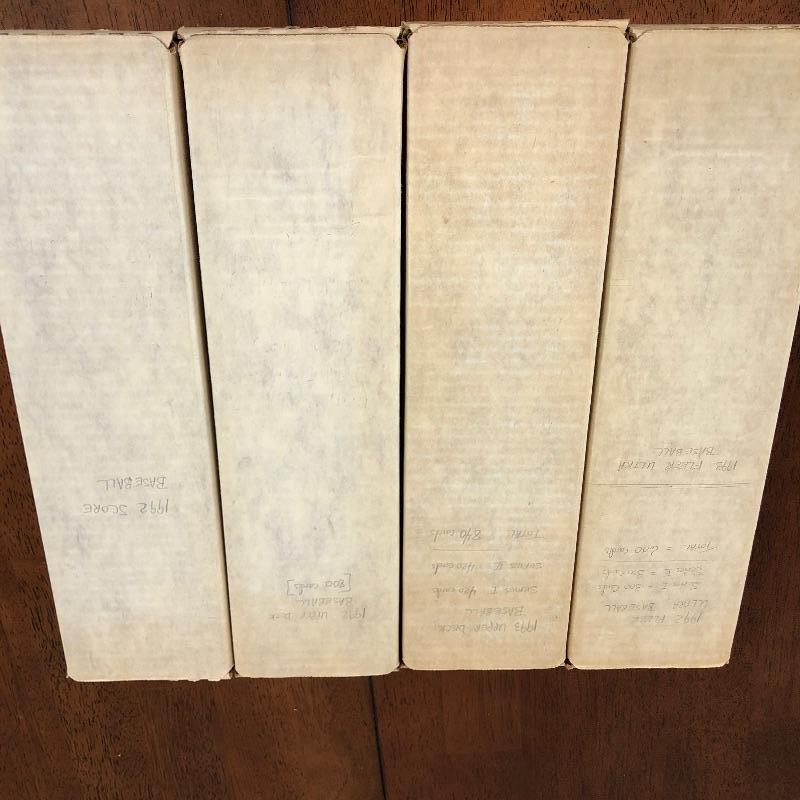 1992 FLEER
ULTRA BASEBALL
Series I = 300 cards
Series II = 300 cards
TOTAL = 600 cards
1993 FLEER ULTRA
BASEBALL
1993 UPPER DECK
BASEBALL
SERIES I 420 cards
SERIES II 420 cards
TOTAL 840 cards
1992 UPPER DECK
BASEBALL
[800 cards]
1992 SCORE
BASEBALL